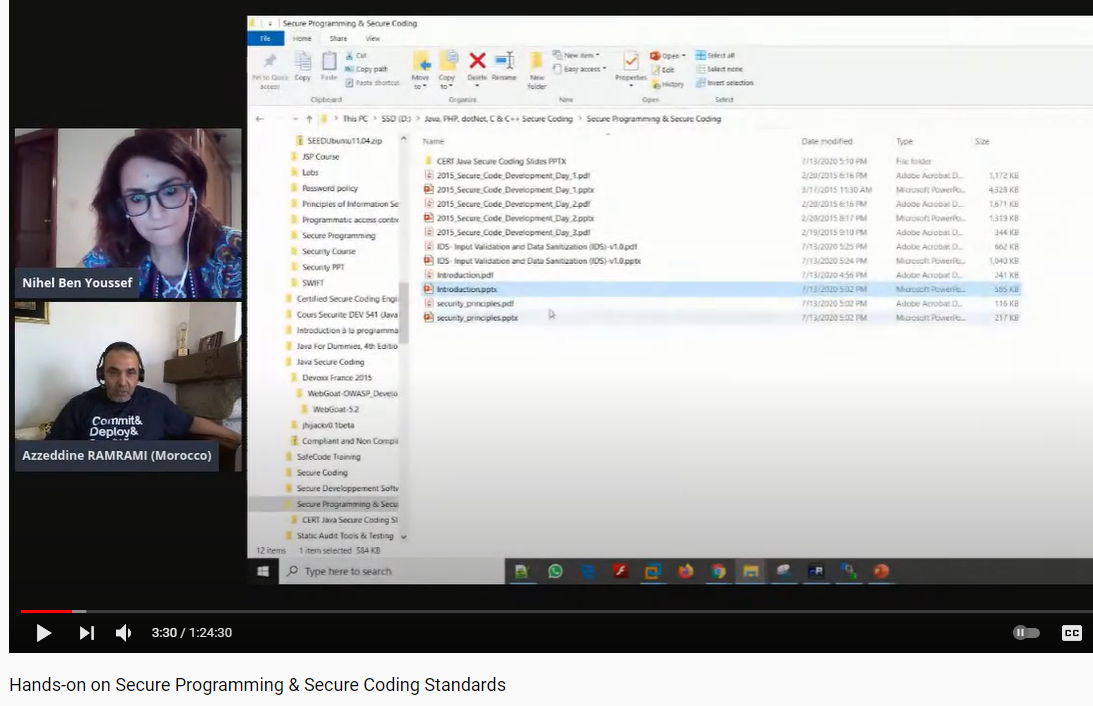 Secure Programming & Secure Coding
File Home Share View
Pin to Quick access
Copy
Paste
Cut
Copy path
Paste shortcut
Clipboard
Move to
Copy to
Delete
Rename
Organize
New folder
New item
Easy access
New
Properties
Open
Edit
History
Open
Select all
Select none
Invert selection
Select
This PC > SSD (D:) > Java, PHP, dotNet, C & C++ Secure Coding > Secure Programming & Secure Coding
SEEDUbuntu11.04.zip
JSP Course
Labs
Password policy
Principles of Information Se
Programmatic access contr
Secure Programming
Security Course
Security PPT
SWIFT
Certified Secure Coding Engi
Cours Securite DEV 541 (Java
Introduction à la programma
Java For Dummies, 4th Editio
Java Secure Coding
Devoxx France 2015
WebGoat-OWASP_Develo
WebGoat-5.2
jhijackv0.1beta
Compliant and Non Compli
SafeCode Training
Secure Coding
Secure Developpement Softw
Secure Programming & Secu
CERT Java Secure Coding Sl
Static Audit Tools & Testing
Name Date modified Type Size
CERT Java Secure Coding Slides PPTX 7/13/2020 5:10 PM File folder
2015_Secure_Code_Development_Day_1.pdf 2/20/2015 6:16 PM Adobe Acrobat D... 1,172 KB
2015_Secure_Code_Development_Day_1.pptx 3/17/2015 11:30 AM Microsoft PowerPo... 4,328 KB
2015_Secure_Code_Development_Day_2.pdf 2/20/2015 6:16 PM Adobe Acrobat D... 1,671 KB
2015_Secure_Code_Development_Day_2.pptx 2/20/2015 8:17 PM Microsoft PowerPo... 1,319 KB
2015_Secure_Code_Development_Day_3.pdf 2/19/2015 9:10 PM Adobe Acrobat D... 344 KB
IDS- Input Validation and Data Sanitization (IDS)-v1.0.pdf 7/13/2020 5:25 PM Adobe Acrobat D... 662 KB
IDS- Input Validation and Data Sanitization (IDS)-v1.0.pptx 7/13/2020 5:24 PM Microsoft PowerPo... 1,040 KB
Introduction.pdf 7/13/2020 4:56 PM Adobe Acrobat D... 241 KB
Introduction.pptx 7/13/2020 5:02 PM Microsoft PowerPo... 585 KB
security_principles.pdf 7/13/2020 5:02 PM Adobe Acrobat D... 116 KB
security_principles.pptx 7/13/2020 5:02 PM Microsoft PowerPo... 217 KB
12 items 1 item selected 584 KB
Type here to search
Nihel Ben Youssef
Commit&
Deploy&
Azzeddine RAMRAMI (Morocco)
3:30 / 1:24:30
CC
Hands-on on Secure Programming & Secure Coding Standards